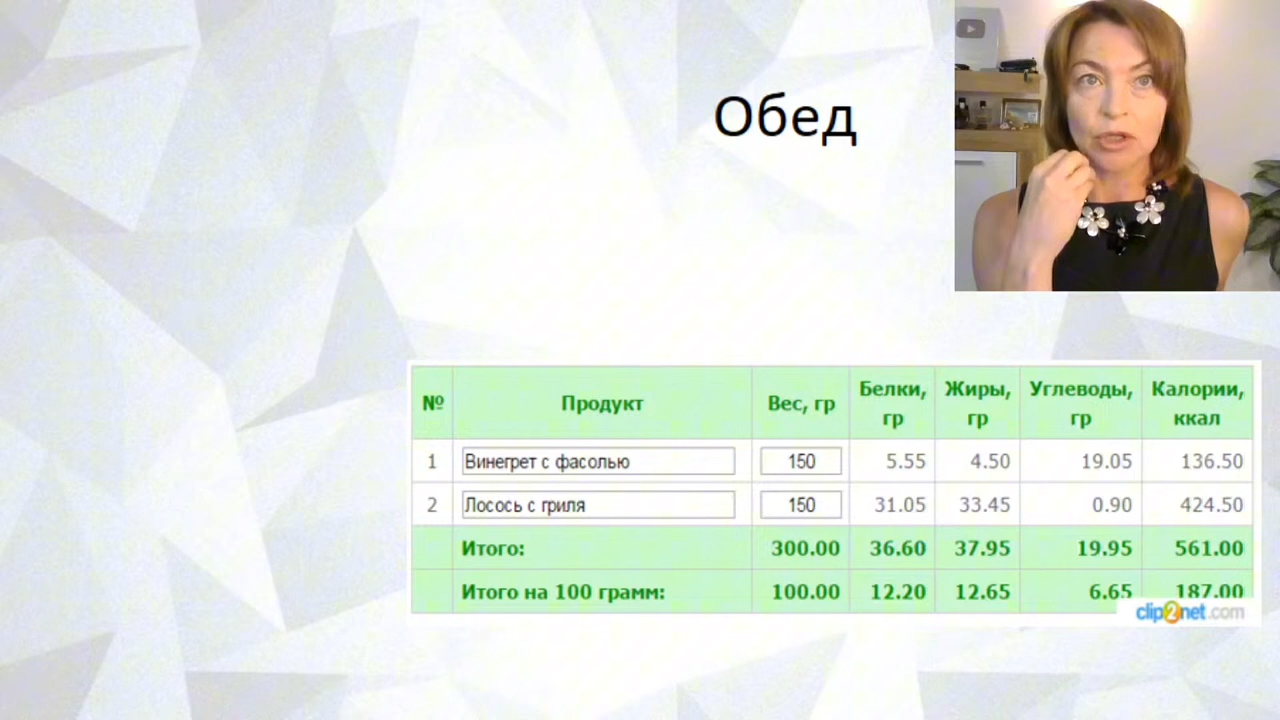 Обед
№ Продукт Вес, гр Белки, гр Жиры, гр Углеводы, гр Калории, ккал
1 Винегрет с фасолью 150 5.55 4.50 19.05 136.50
2 Лосось с гриля 150 31.05 33.45 0.90 424.50
Итого: 300.00 36.60 37.95 19.95 561.00
Итого на 100 грамм: 100.00 12.20 12.65 6.65 187.00
clip2net.com